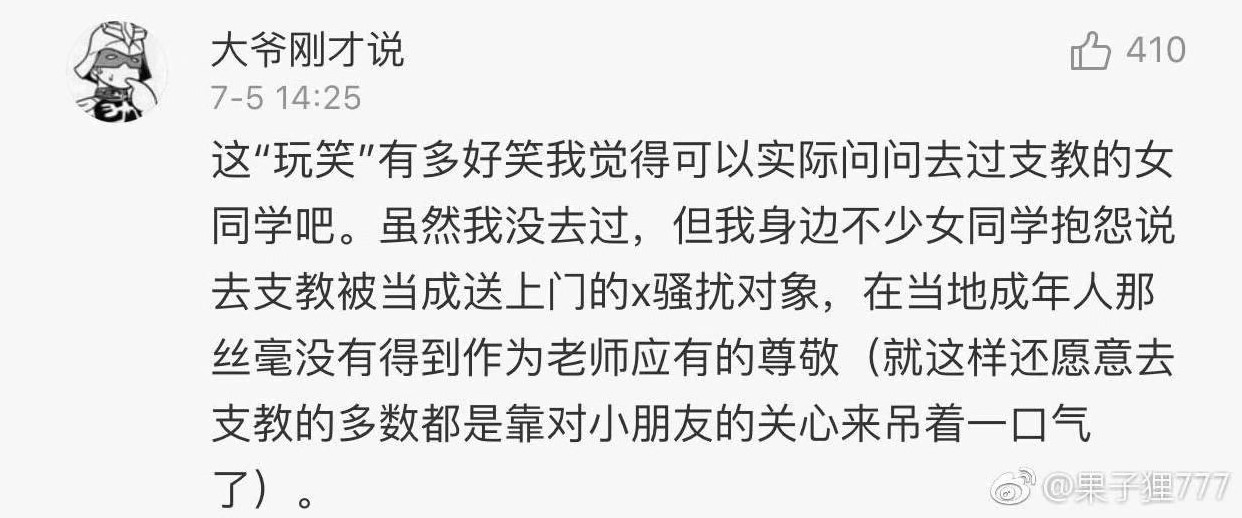 大爷刚才说
410
7-5 14:25
这“玩笑”有多好笑我觉得可以实际问问去过支教的女
同学吧。虽然我没去过，但我身边不少女同学抱怨说
去支教被当成送上门的x骚扰对象，在当地成年人那
丝毫没有得到作为老师应有的尊敬（就这样还愿意去
支教的多数都是靠对小朋友的关心来吊着一口气
了）。
@果子狸777